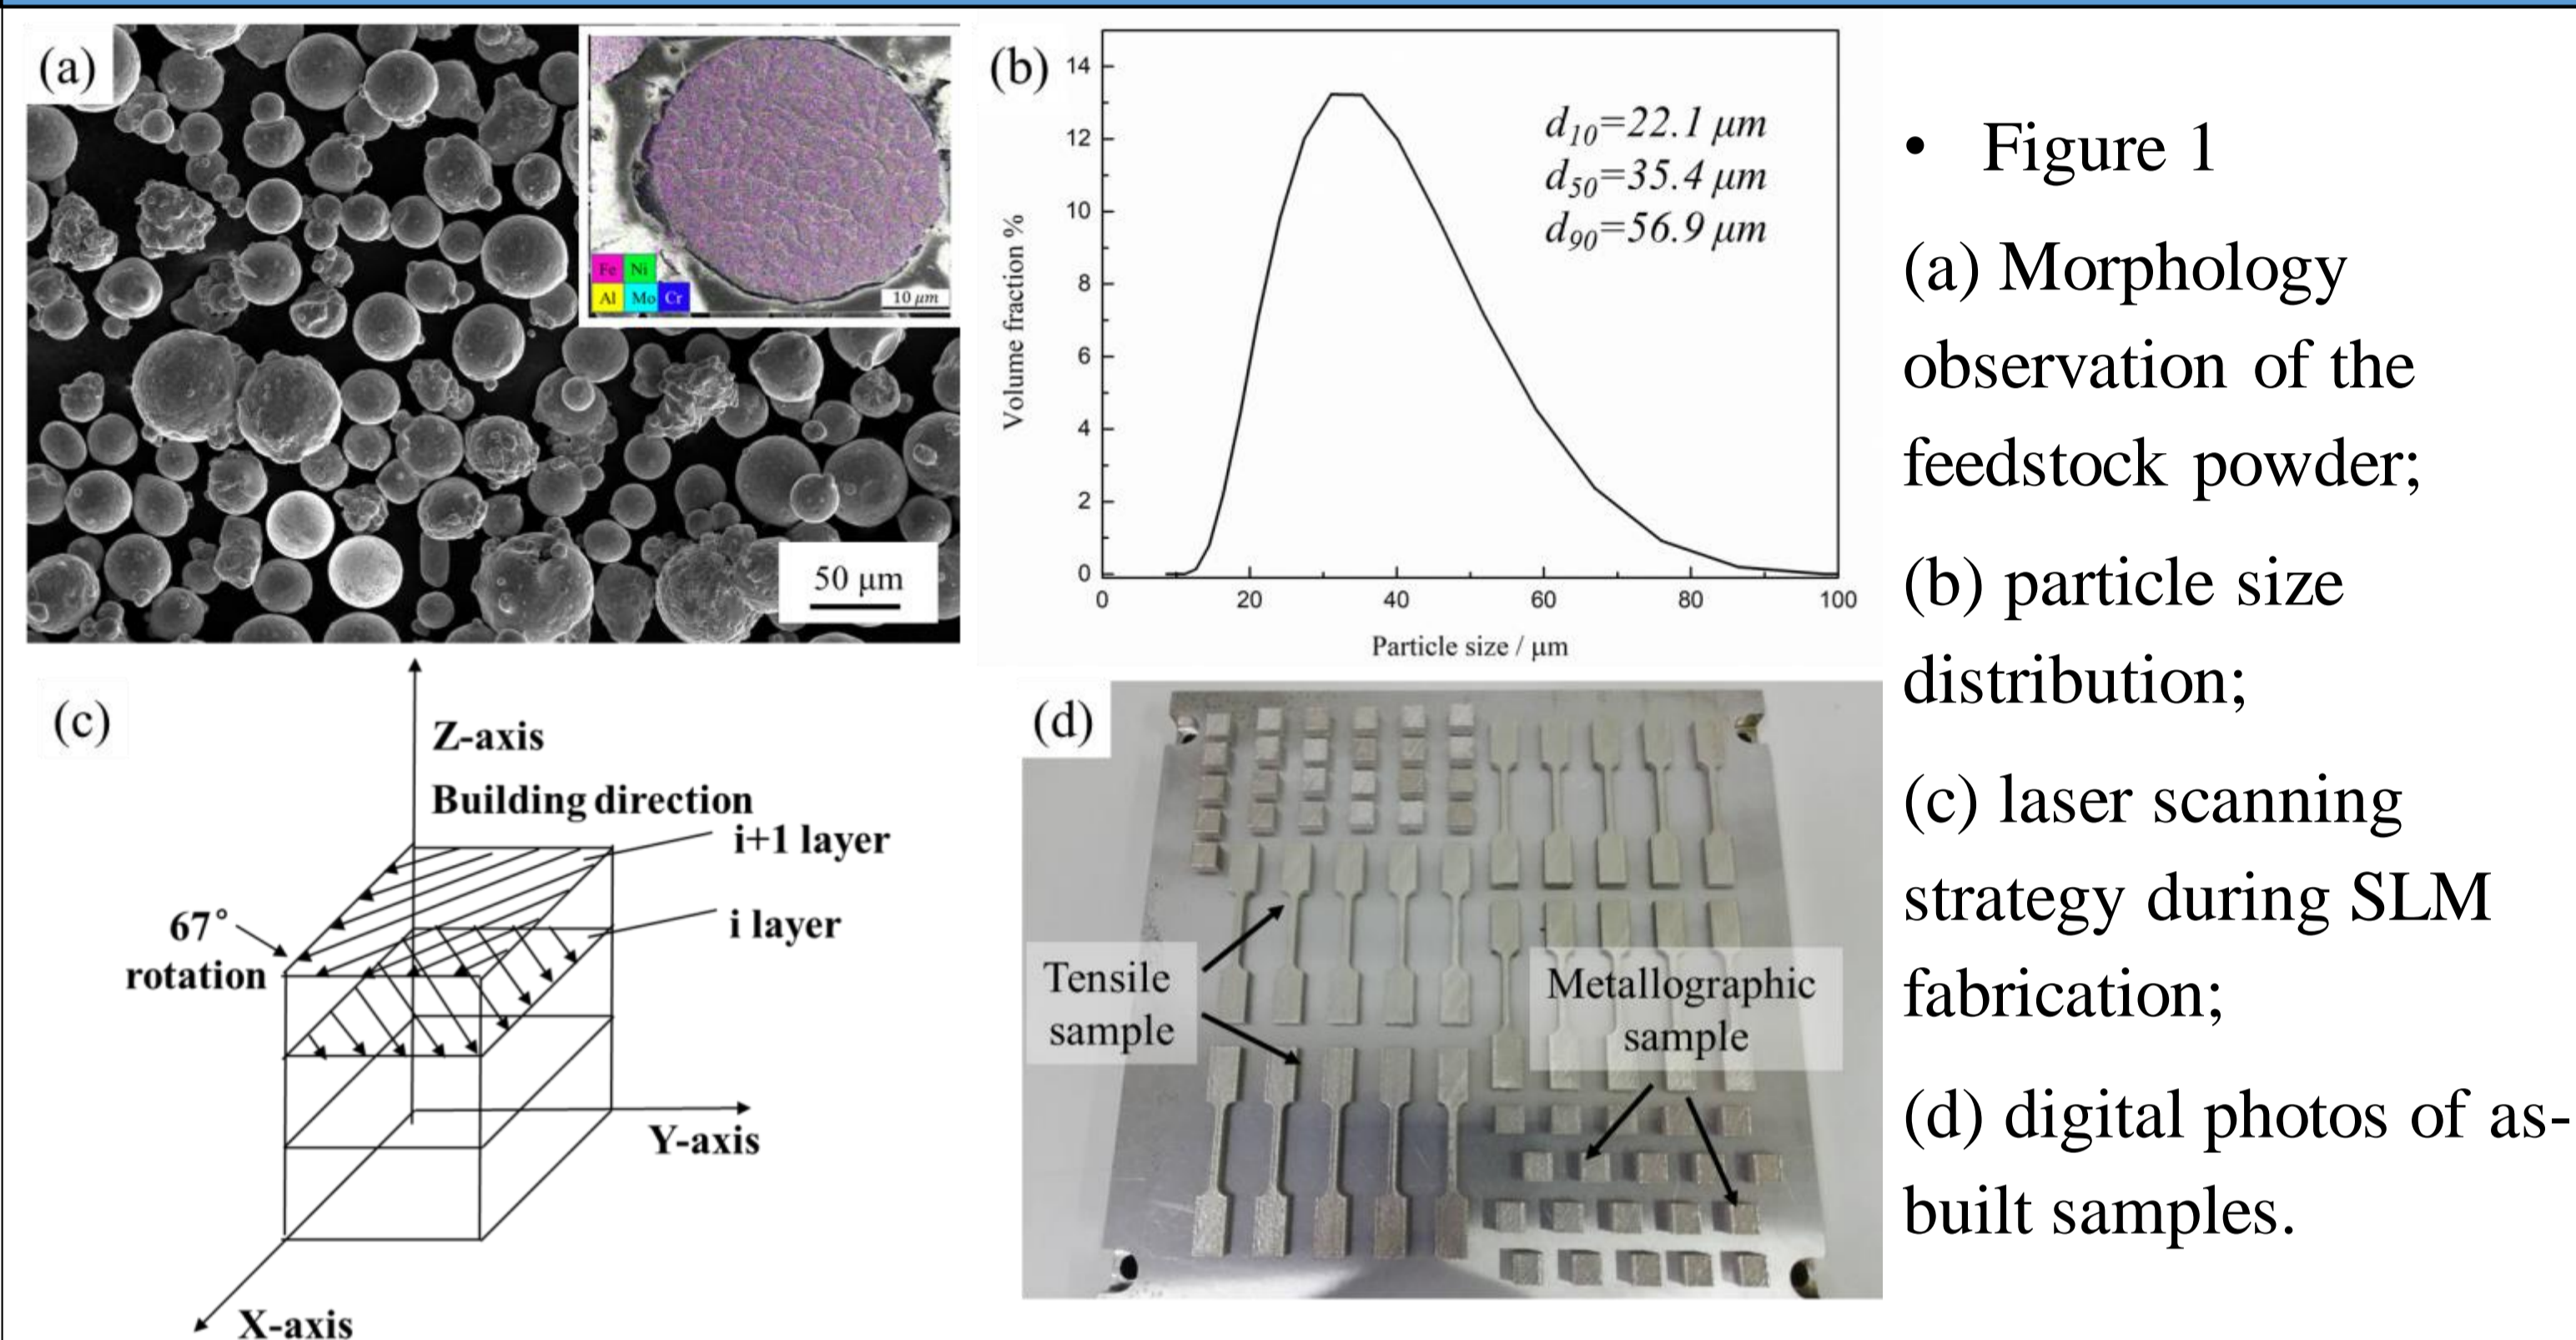 (a)
Fe Ni
Al Mo Cr
10 μm
50 μm
(b)
14
12
10
8
6
4
2
0
Volume fraction %
d10=22.1 μm
d50=35.4 μm
d90=56.9 μm
0 20 40 60 80 100
Particle size / μm
(c)
Z-axis
Building direction
i+1 layer
i layer
67°
rotation
Y-axis
X-axis
(d)
Tensile
sample
Metallographic
sample
• Figure 1
(a) Morphology
observation of the
feedstock powder;
(b) particle size
distribution;
(c) laser scanning
strategy during SLM
fabrication;
(d) digital photos of as-
built samples.